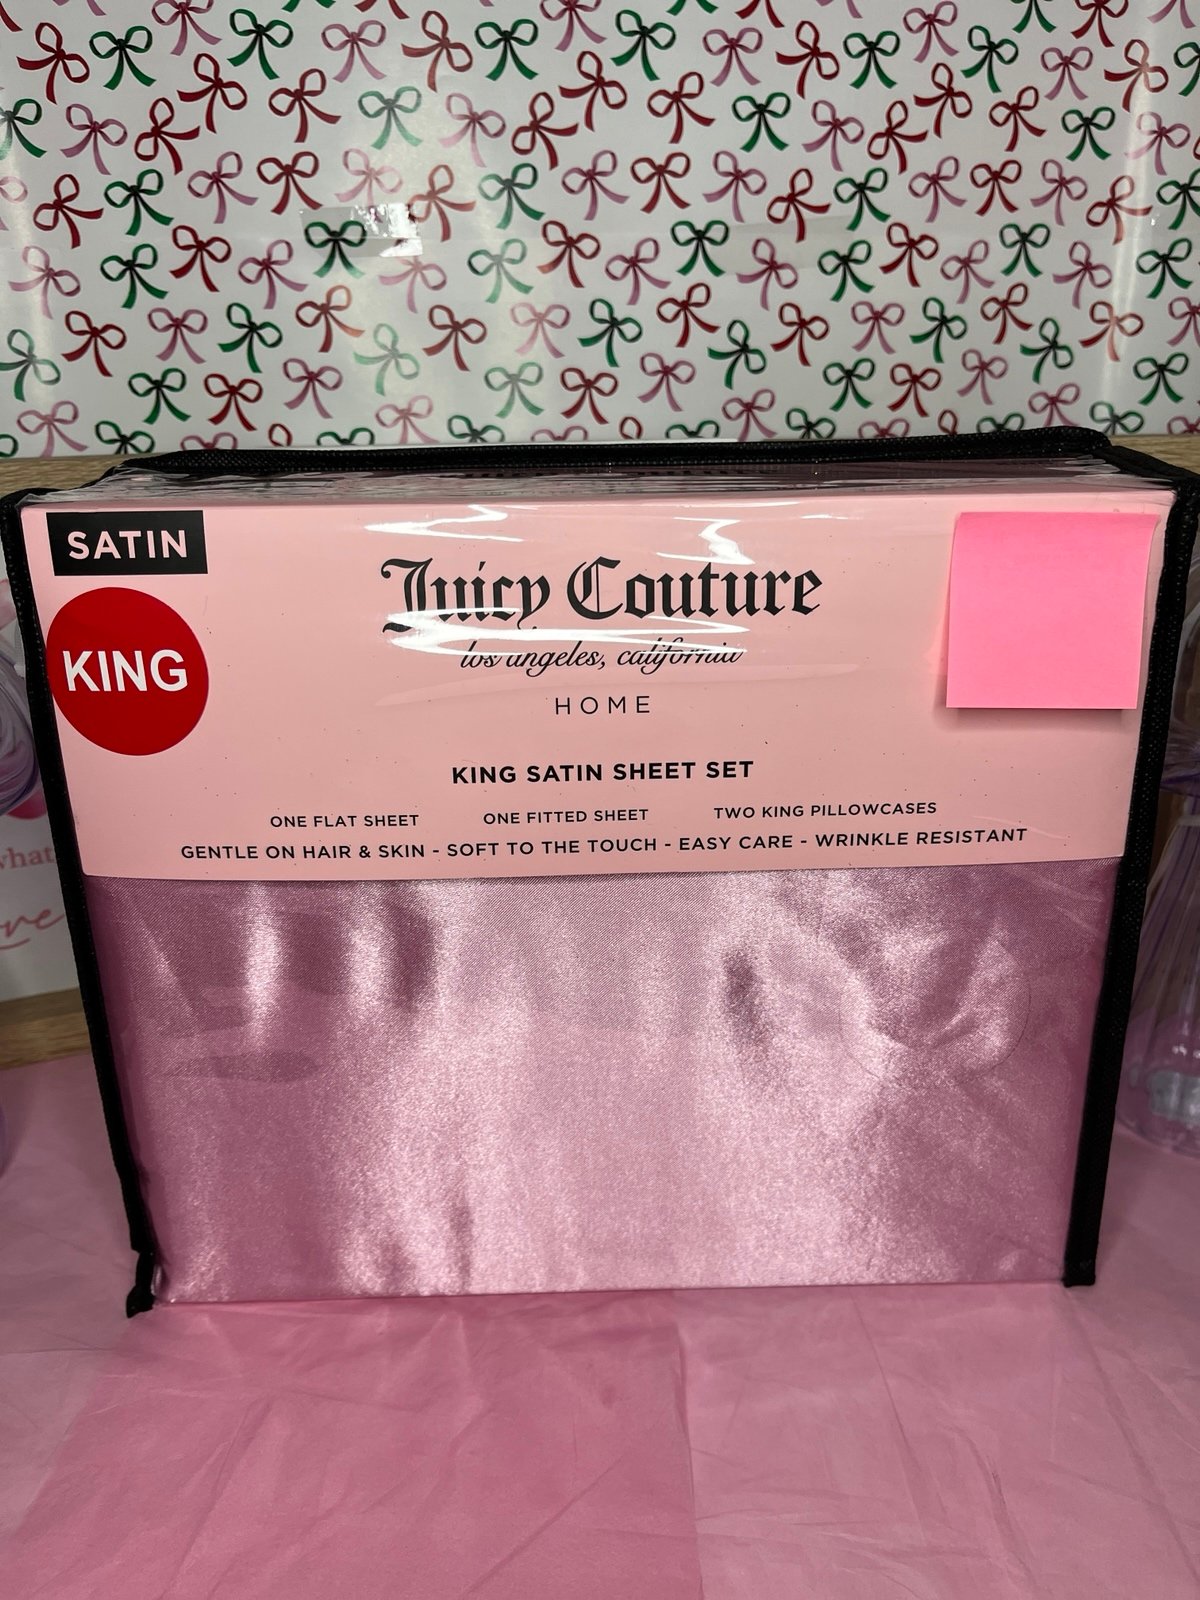 SATIN
KING
Juicy Couture
los angeles, california
HOME
KING SATIN SHEET SET
ONE FLAT SHEET ONE FITTED SHEET TWO KING PILLOWCASES
GENTLE ON HAIR & SKIN - SOFT TO THE TOUCH - EASY CARE - WRINKLE RESISTANT
what